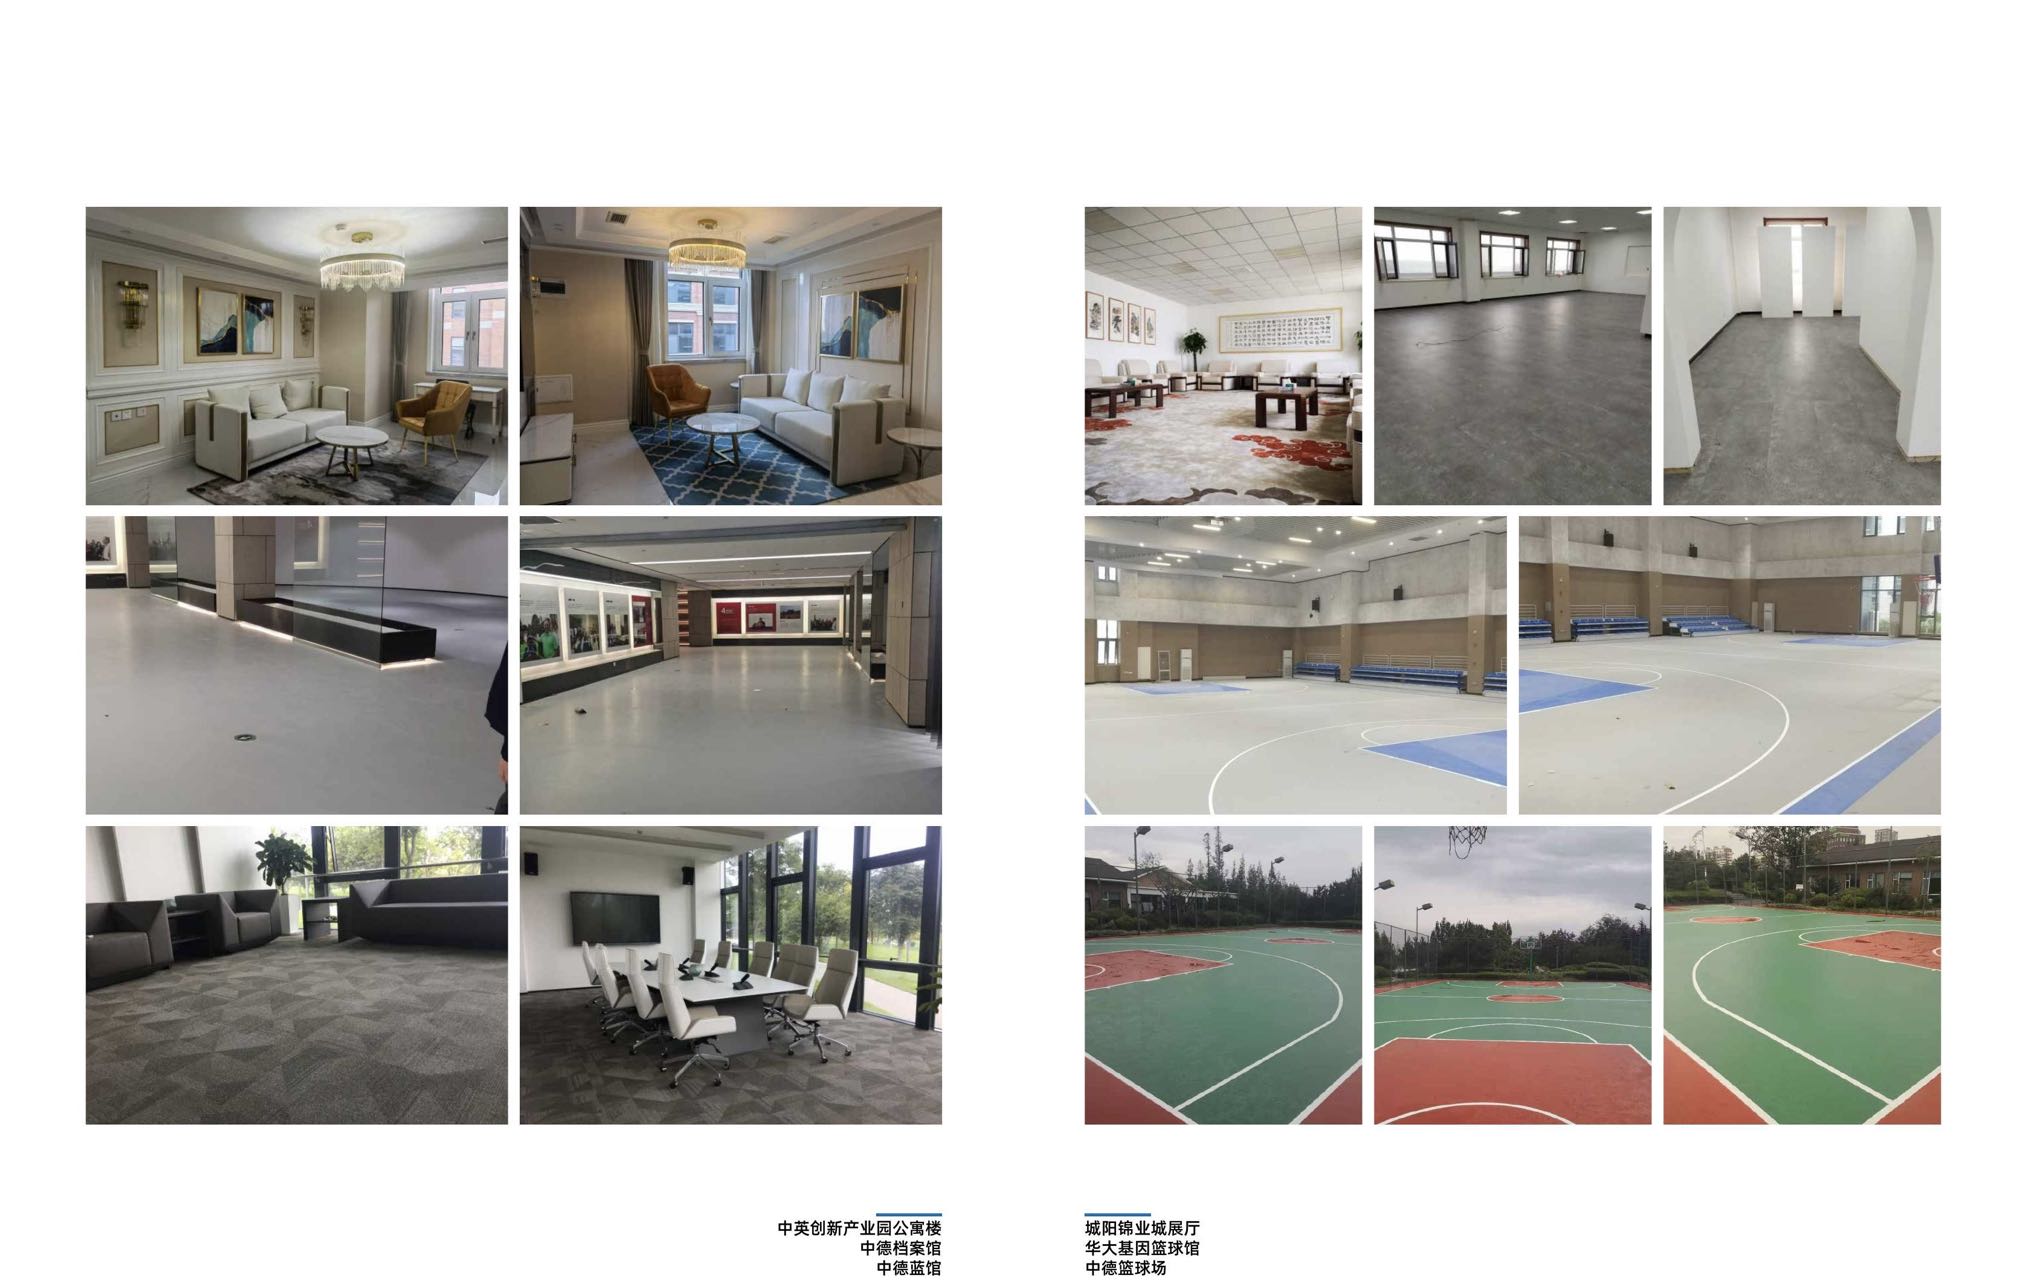 中英创新产业园公寓楼
中德档案馆
中德蓝馆
城阳锦业城展厅
华大基因篮球馆
中德篮球场